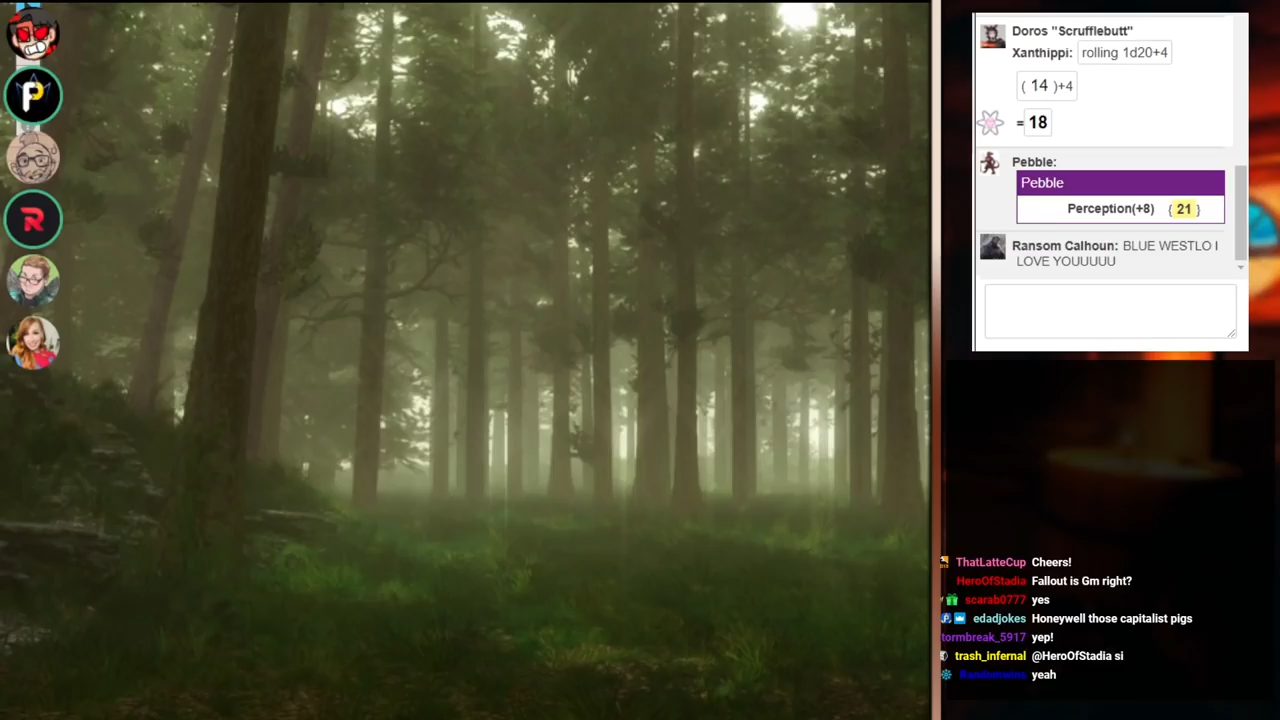 Doros "Scrufflebutt"
Xanthippi: rolling 1d20+4
( 14 )+4
=18
Pebble:
Pebble
Perception(+8) { 21 }
Ransom Calhoun: BLUE WESTLO I
LOVE YOUUUUU
P
R
ThatLatteCup Cheers!
HeroOfStadia Fallout is Gm right?
scarab0777 yes
edadjokes Honeywell those capitalist pigs
tormbreak_5917 yep!
trash_infernal @HeroOfStadia si
yeah